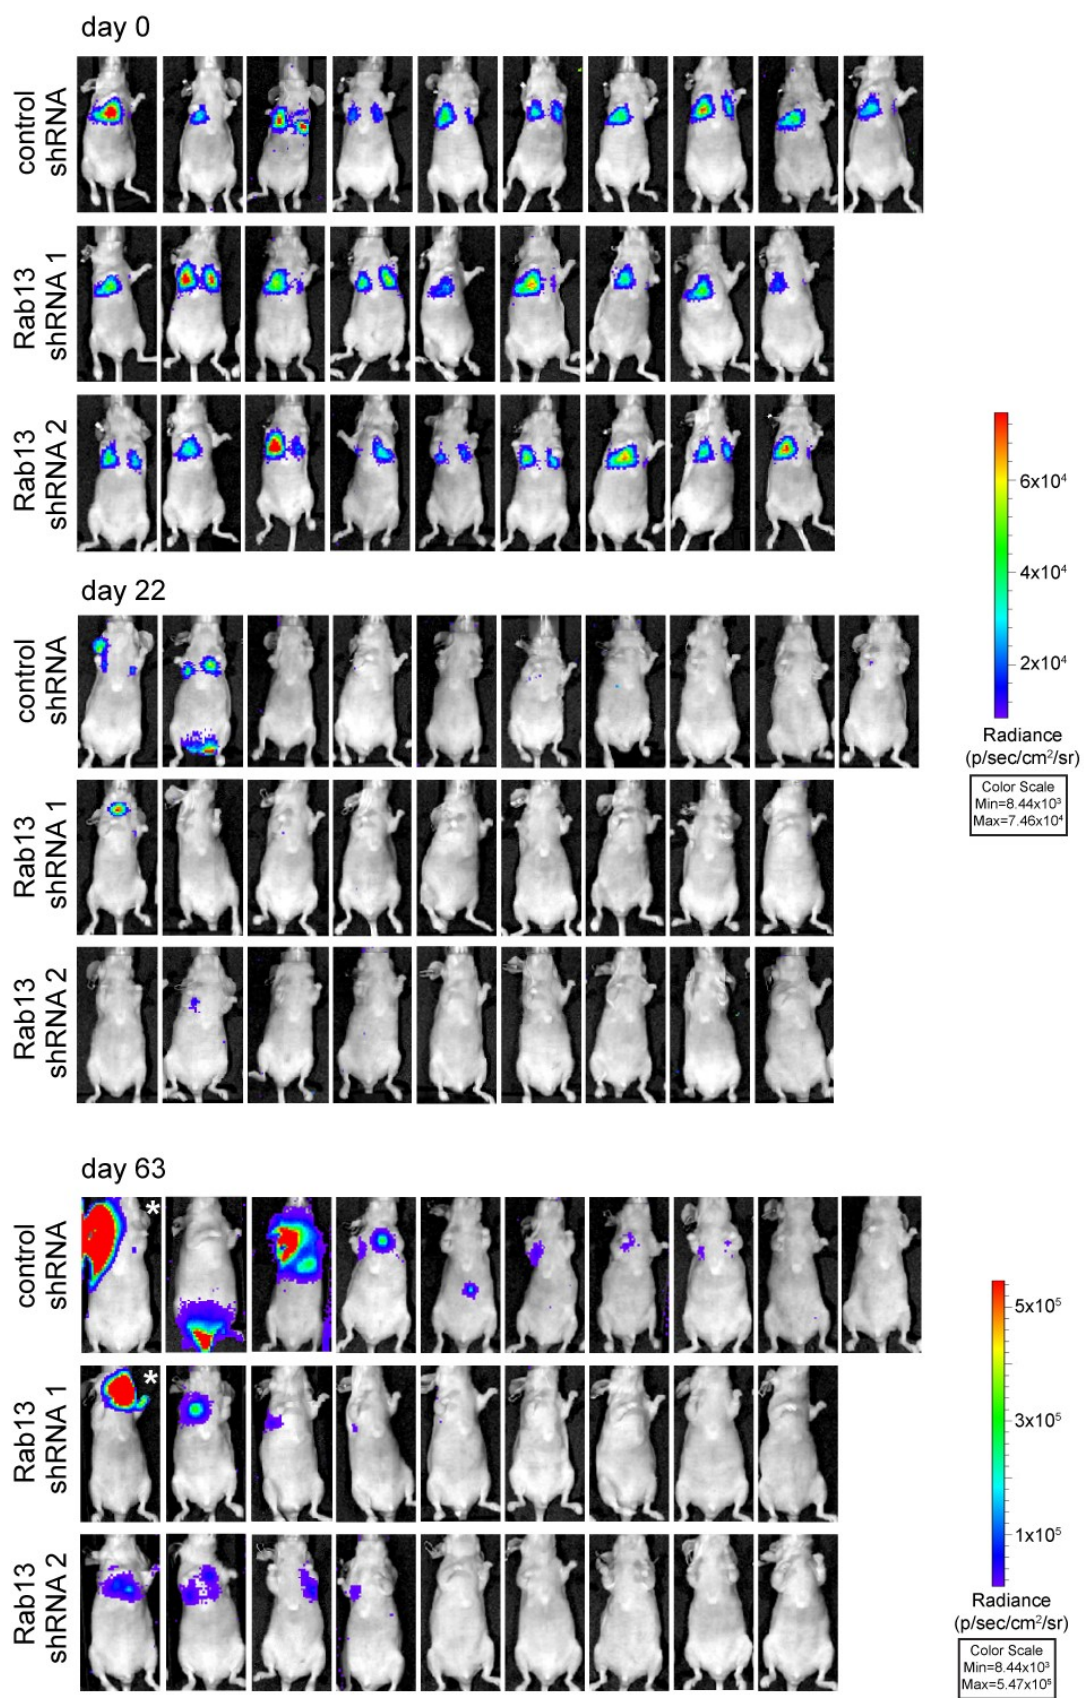 day 0
control
shRNA
Rab13
shRNA 1
Rab13
shRNA 2
6x10⁴
4x10⁴
2x10⁴
Radiance
(p/sec/cm²/sr)
Color Scale
Min=8.44x10³
Max=7.46x10⁴
day 22
control
shRNA
Rab13
shRNA 1
Rab13
shRNA 2
day 63
control
shRNA
*
Rab13
shRNA 1
*
Rab13
shRNA 2
5x10⁵
3x10⁵
1x10⁵
Radiance
(p/sec/cm²/sr)
Color Scale
Min=8.44x10³
Max=5.47x10⁵